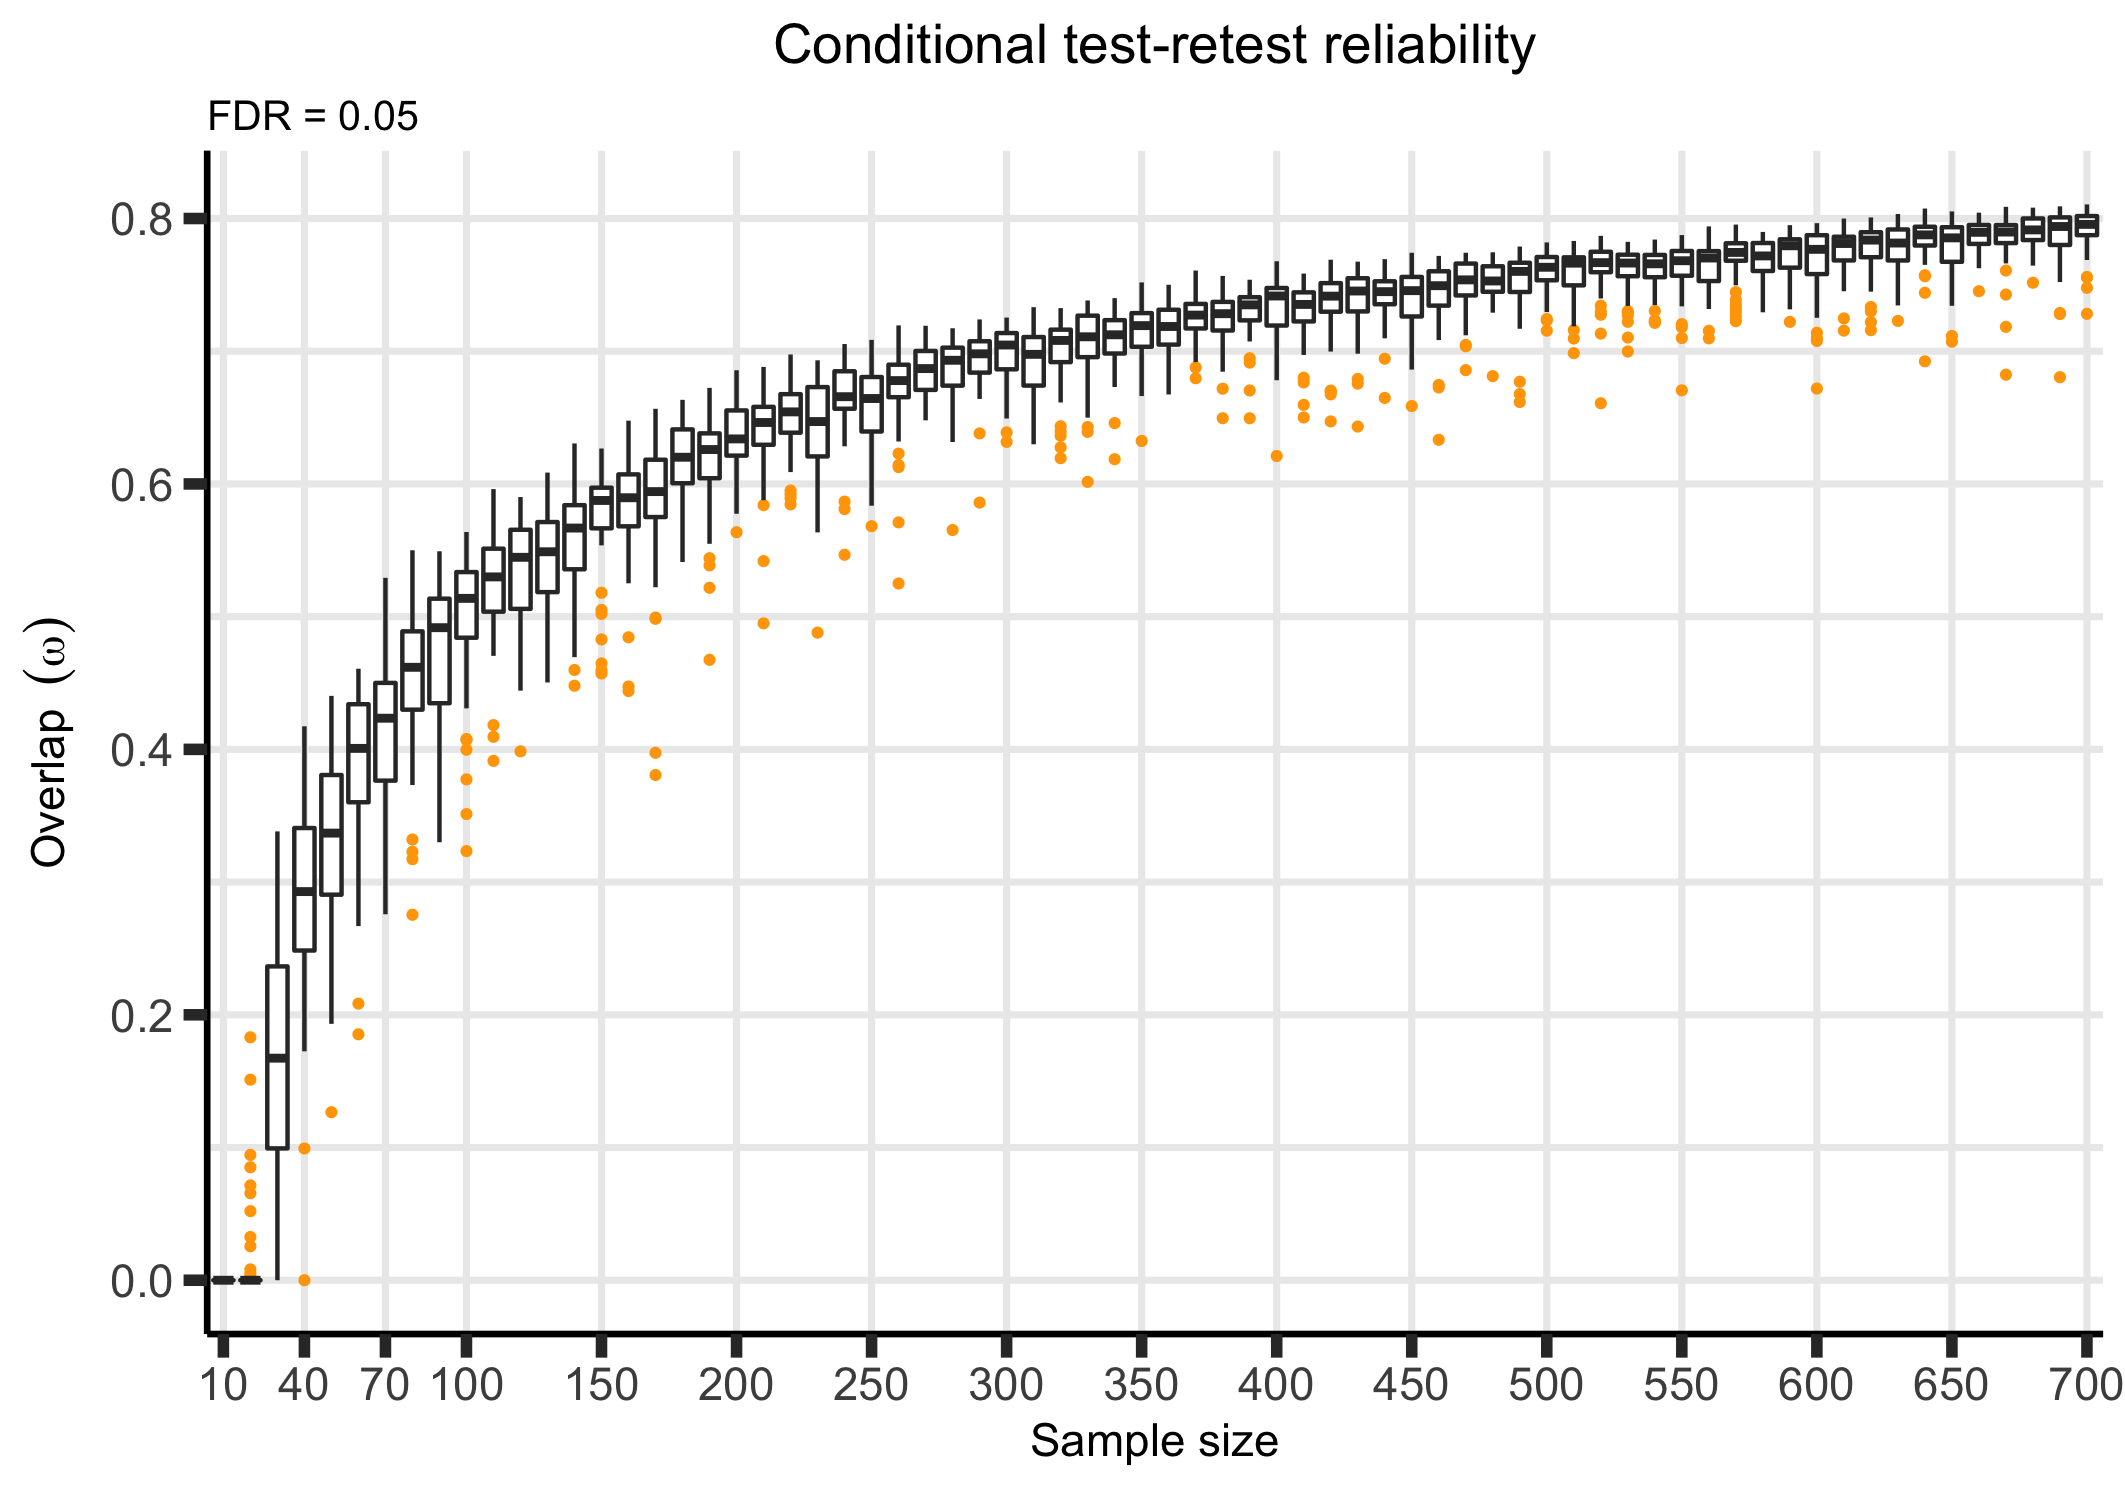 Conditional test-retest reliability
FDR = 0.05
Overlap (ω)
0.8
0.6
0.4
0.2
0.0
10 40 70 100 150 200 250 300 350 400 450 500 550 600 650 700
Sample size